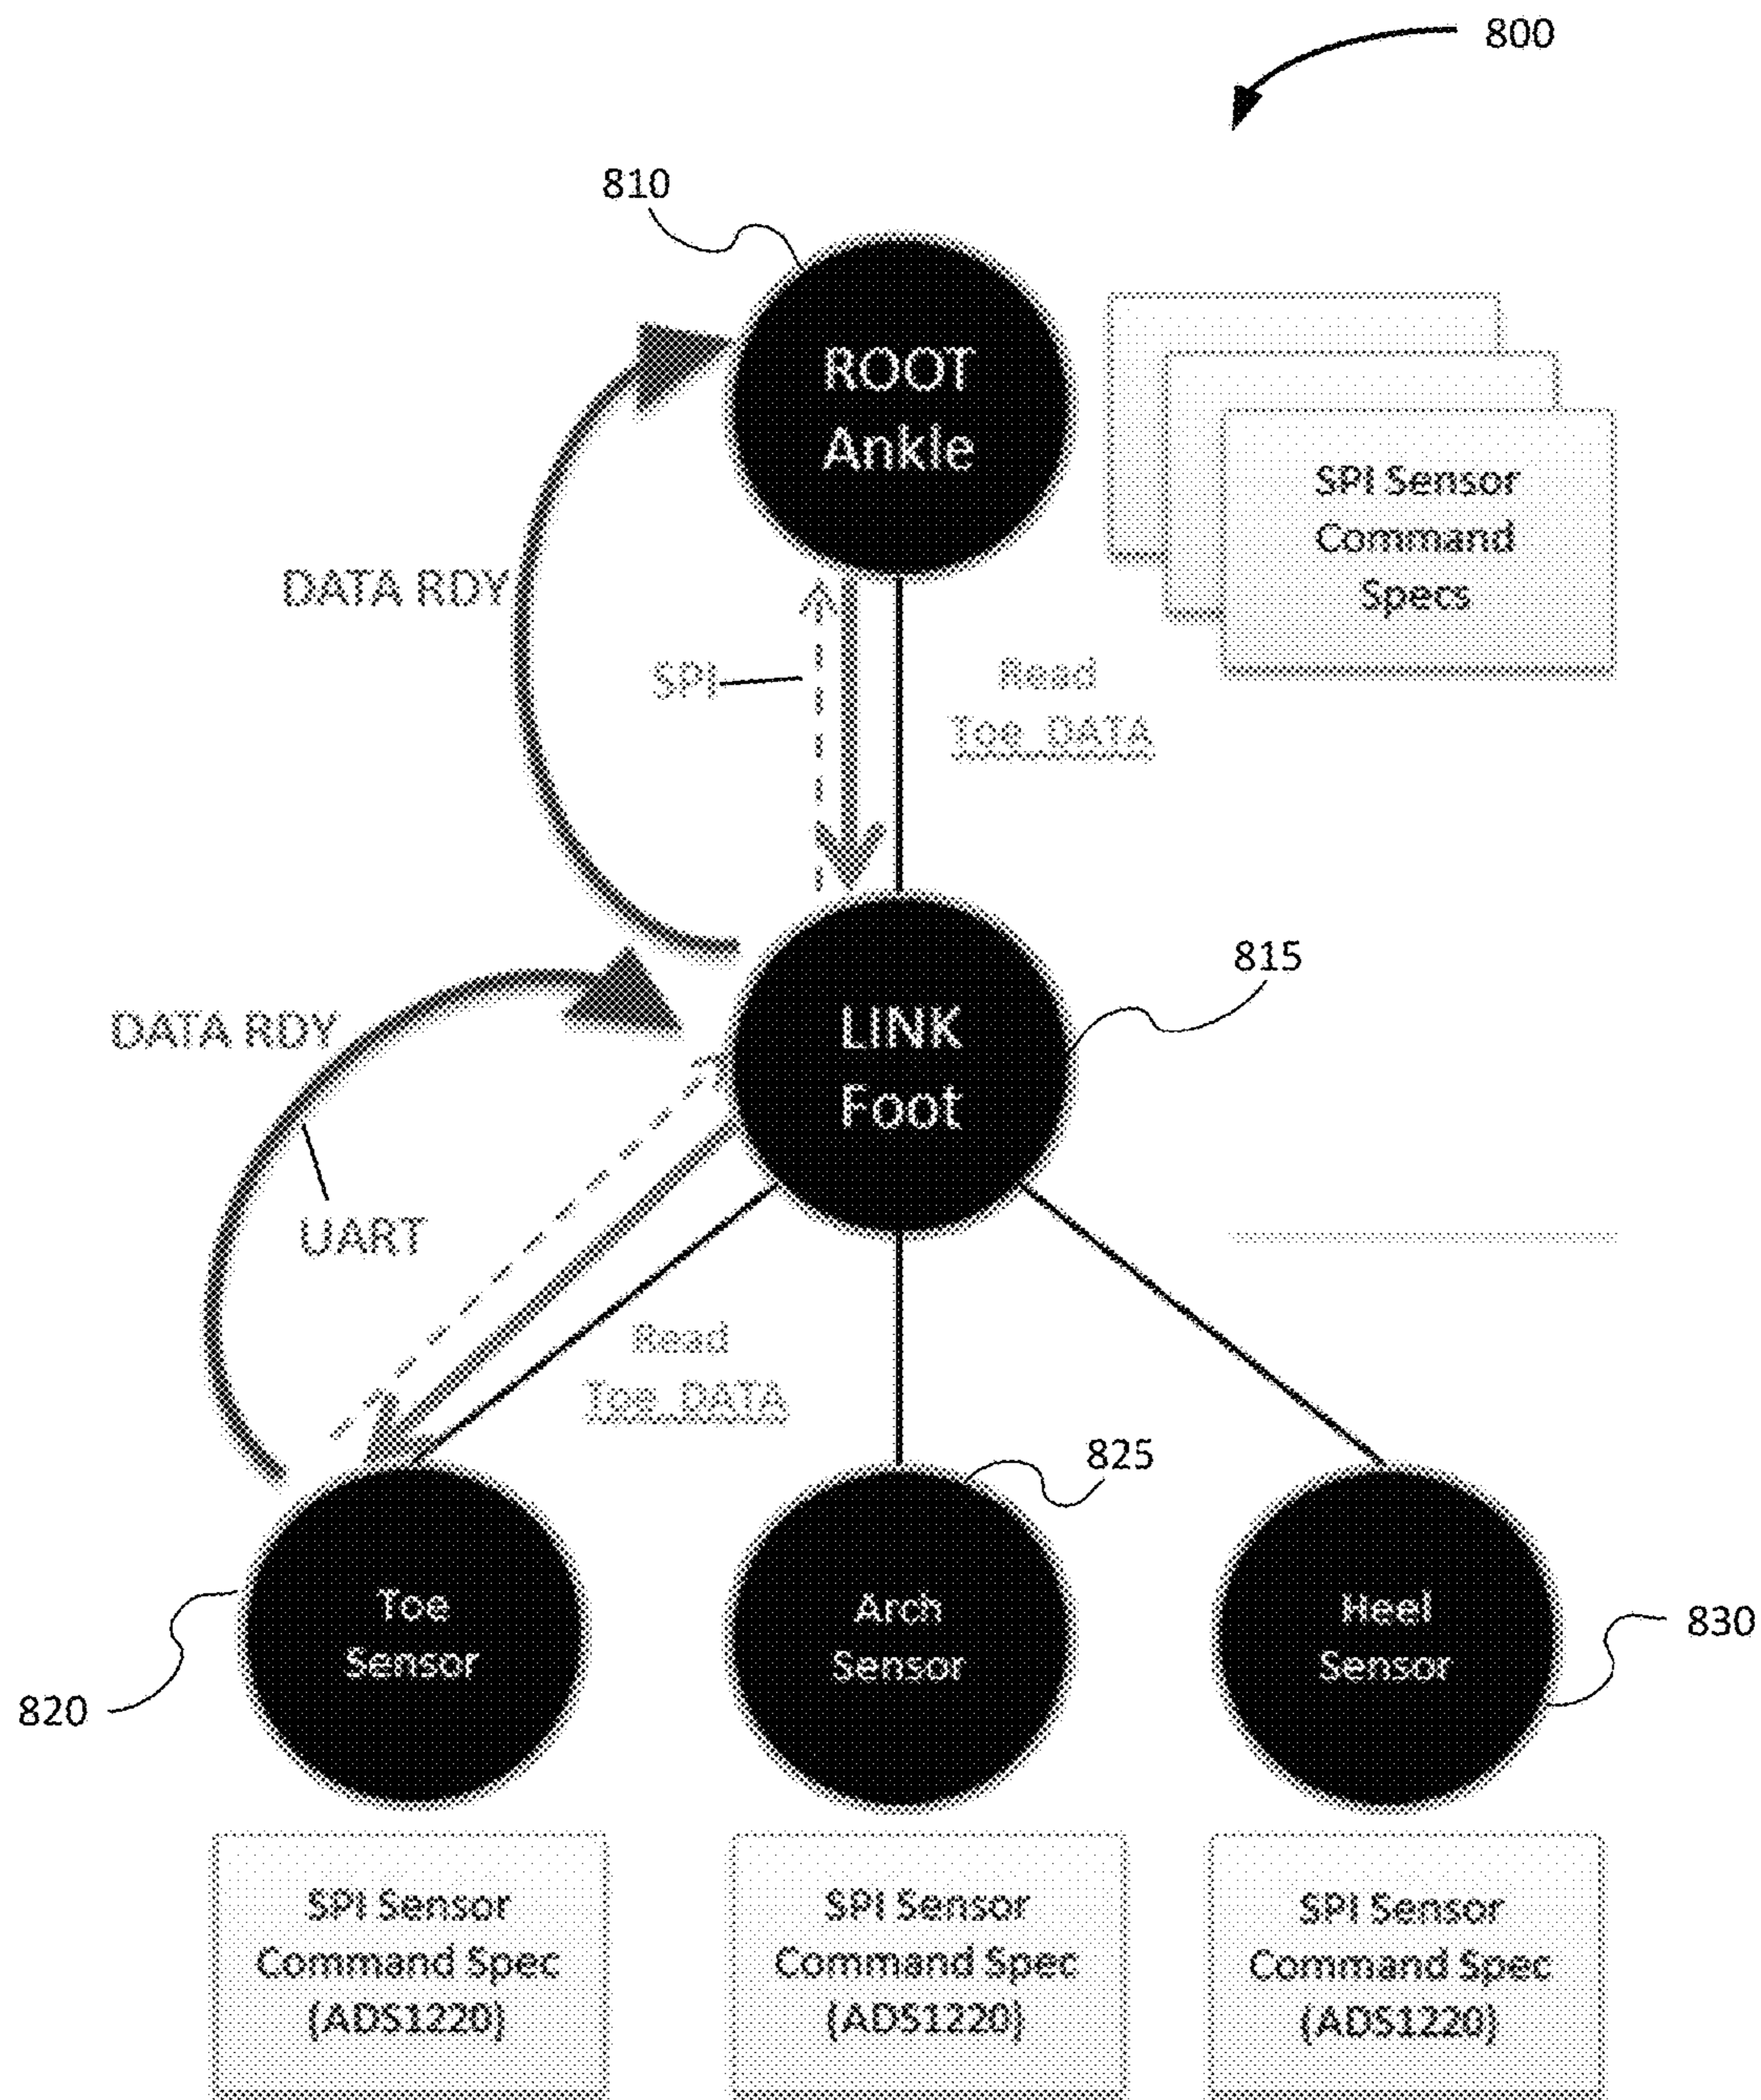 800
810
ROOT
Ankle
SPI Sensor
Command
Specs
DATA RDY
SPI
Read
Toe_DATA
815
LINK
Foot
DATA RDY
UART
Read
Toe_DATA
825
Toe
Sensor
Arch
Sensor
Heel
Sensor
830
820
SPI Sensor
Command Spec
(ADS1220)
SPI Sensor
Command Spec
(ADS1220)
SPI Sensor
Command Spec
(ADS1220)